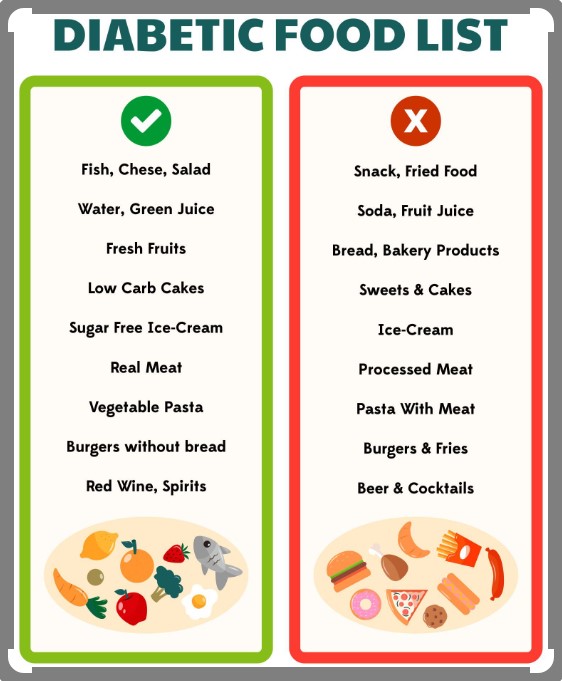 DIABETIC FOOD LIST
Fish, Chese, Salad
Water, Green Juice
Fresh Fruits
Low Carb Cakes
Sugar Free Ice-Cream
Real Meat
Vegetable Pasta
Burgers without bread
Red Wine, Spirits
X
Snack, Fried Food
Soda, Fruit Juice
Bread, Bakery Products
Sweets & Cakes
Ice-Cream
Processed Meat
Pasta With Meat
Burgers & Fries
Beer & Cocktails